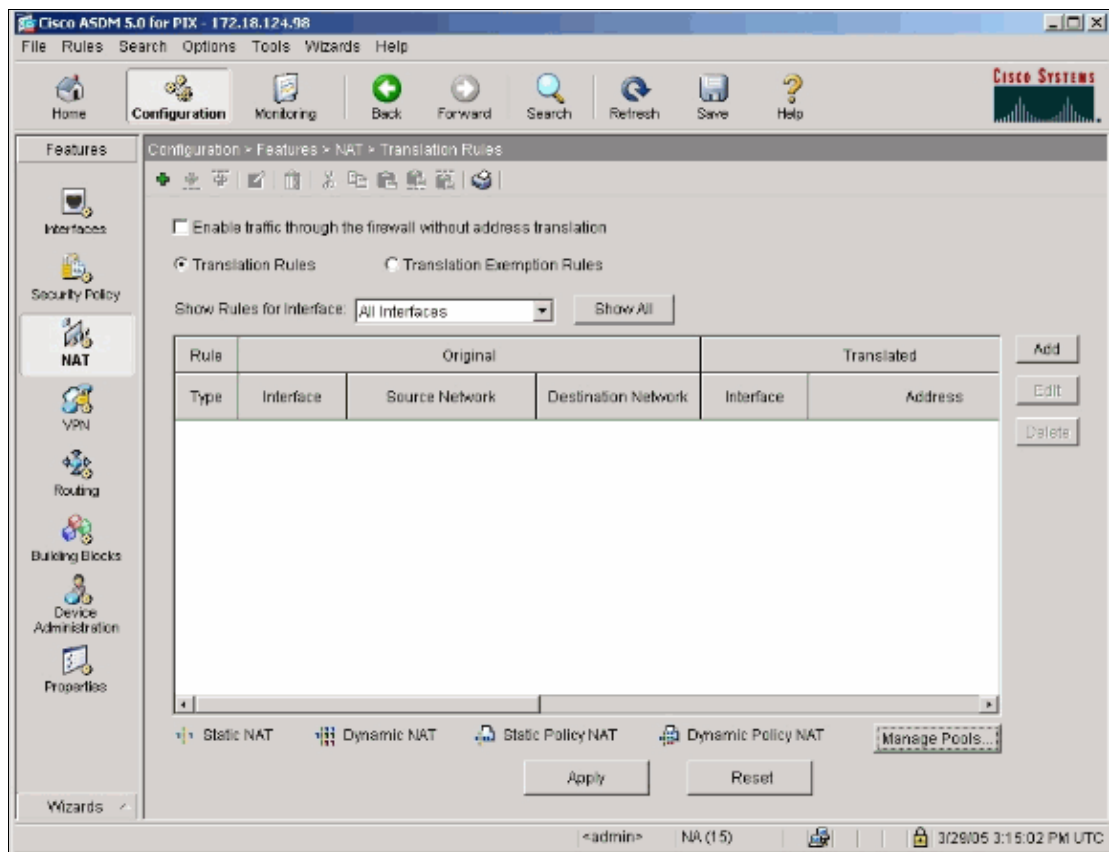 Cisco ASDM 5.0 for PIX - 172.18.124.98
File Rules Search Options Tools Wizards Help
Home Configuration Monitoring Back Forward Search Refresh Save Help
CISCO SYSTEMS
Features
Configuration > Features > NAT > Translation Rules
Interfaces
Security Policy
NAT
VPN
Routing
Building Blocks
Device
Administration
Properties
Wizards
Enable traffic through the firewall without address translation
Translation Rules Translation Exemption Rules
Show Rules for Interface: All Interfaces Show All
Rule Original Translated
Type Interface Source Network Destination Network Interface Address
Add
Edit
Delete
Static NAT Dynamic NAT Static Policy NAT Dynamic Policy NAT Manage Pools...
Apply Reset
<admin> NA (15) 3/29/05 3:15:02 PM UTC